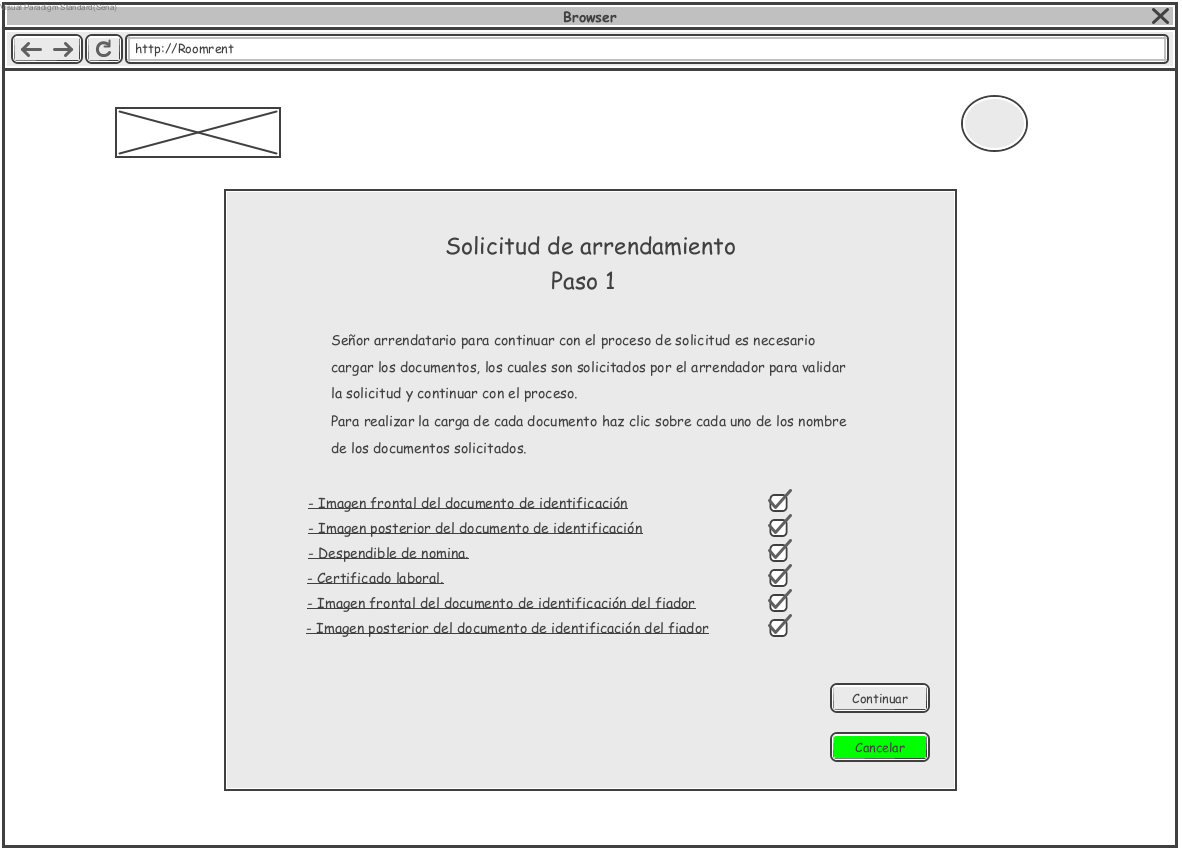 Visual Paradigm Standard(Seria)
Browser
http://Roomrent
Solicitud de arrendamiento
Paso 1
Señor arrendatario para continuar con el proceso de solicitud es necesario
cargar los documentos, los cuales son solicitados por el arrendador para validar
la solicitud y continuar con el proceso.
Para realizar la carga de cada documento haz clic sobre cada uno de los nombre
de los documentos solicitados.
- Imagen frontal del documento de identificación
- Imagen posterior del documento de identificación
- Despendible de nomina.
- Certificado laboral.
- Imagen frontal del documento de identificación del fiador
- Imagen posterior del documento de identificación del fiador
Continuar
Cancelar